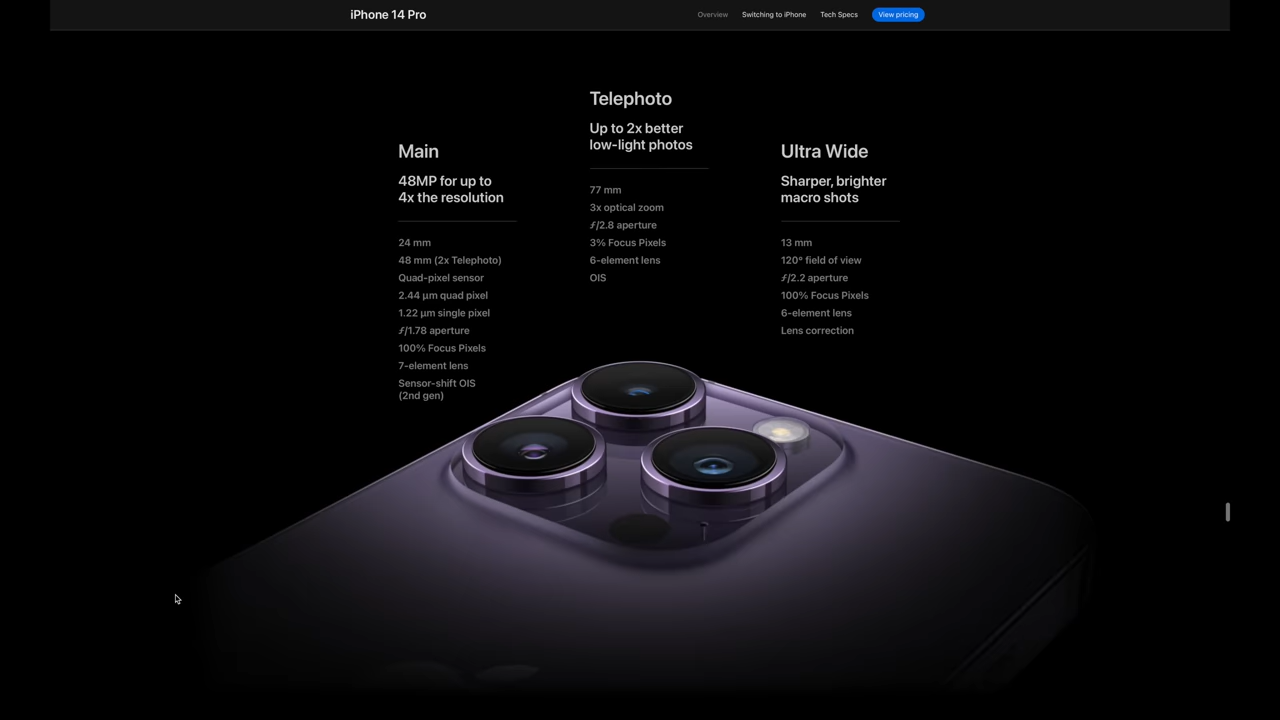 iPhone 14 Pro
Overview
Switching to iPhone
Tech Specs
View pricing
Main
48MP for up to
4x the resolution
24 mm
48 mm (2x Telephoto)
Quad-pixel sensor
2.44 µm quad pixel
1.22 µm single pixel
ƒ/1.78 aperture
100% Focus Pixels
7-element lens
Sensor-shift OIS
(2nd gen)
Telephoto
Up to 2x better
low-light photos
77 mm
3x optical zoom
ƒ/2.8 aperture
3% Focus Pixels
6-element lens
OIS
Ultra Wide
Sharper, brighter
macro shots
13 mm
120° field of view
ƒ/2.2 aperture
100% Focus Pixels
6-element lens
Lens correction